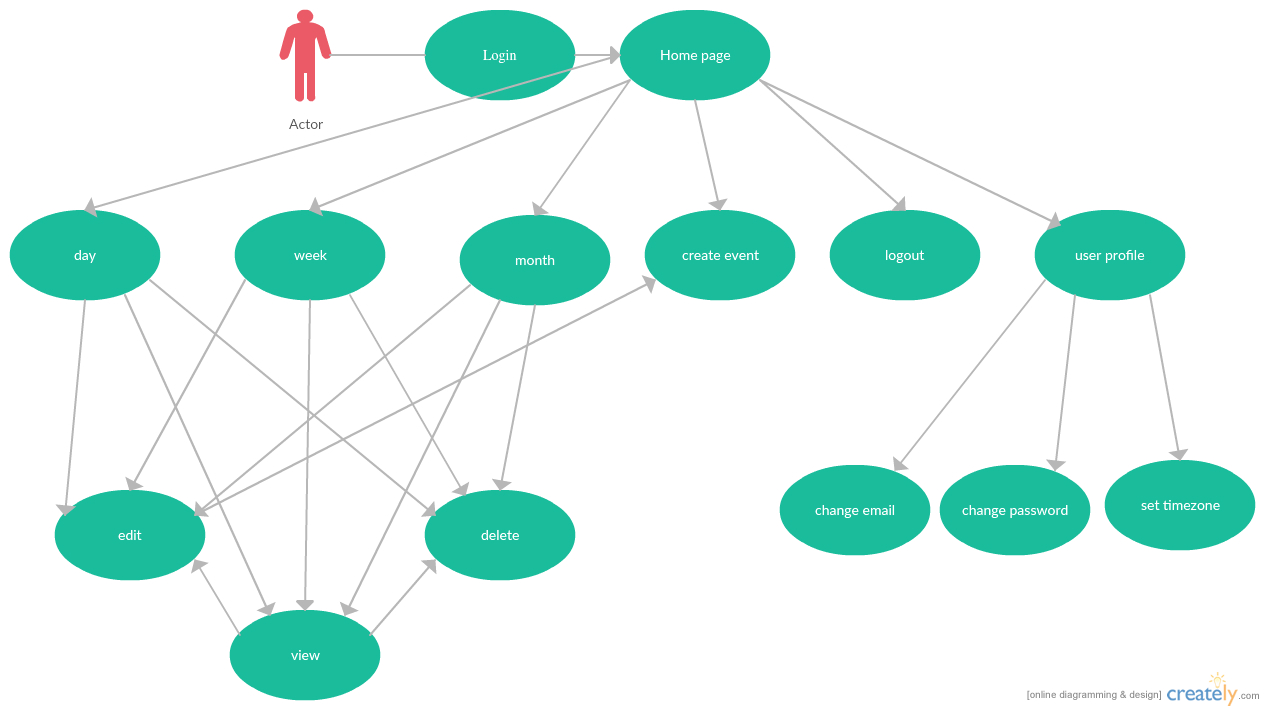 Login
Home page
Actor
day
week
month
create event
logout
user profile
change email
change password
set timezone
edit
delete
view
[online diagramming & design] creately.com